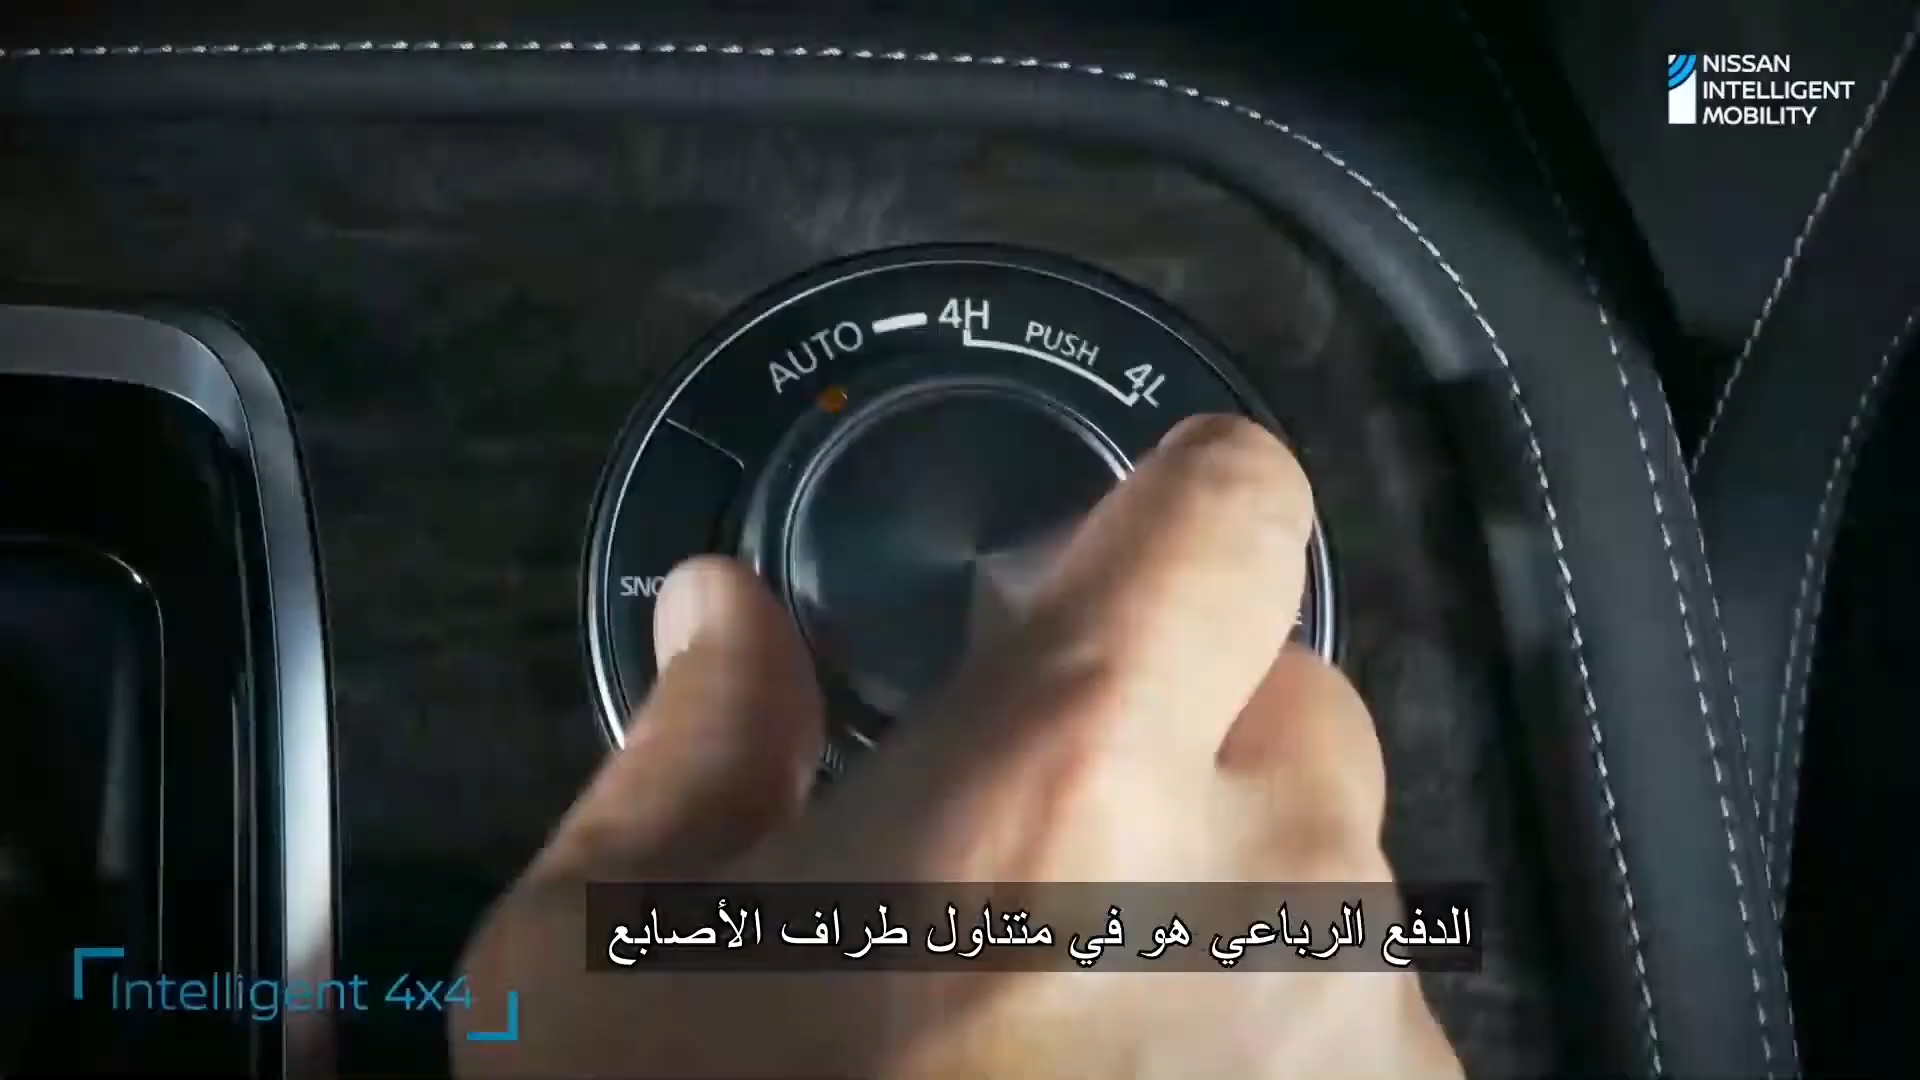 NISSAN
INTELLIGENT
MOBILITY
AUTO
4H
PUSH
4L
الدفع الرباعي هو في متناول طراف الأصابع
Intelligent 4x4